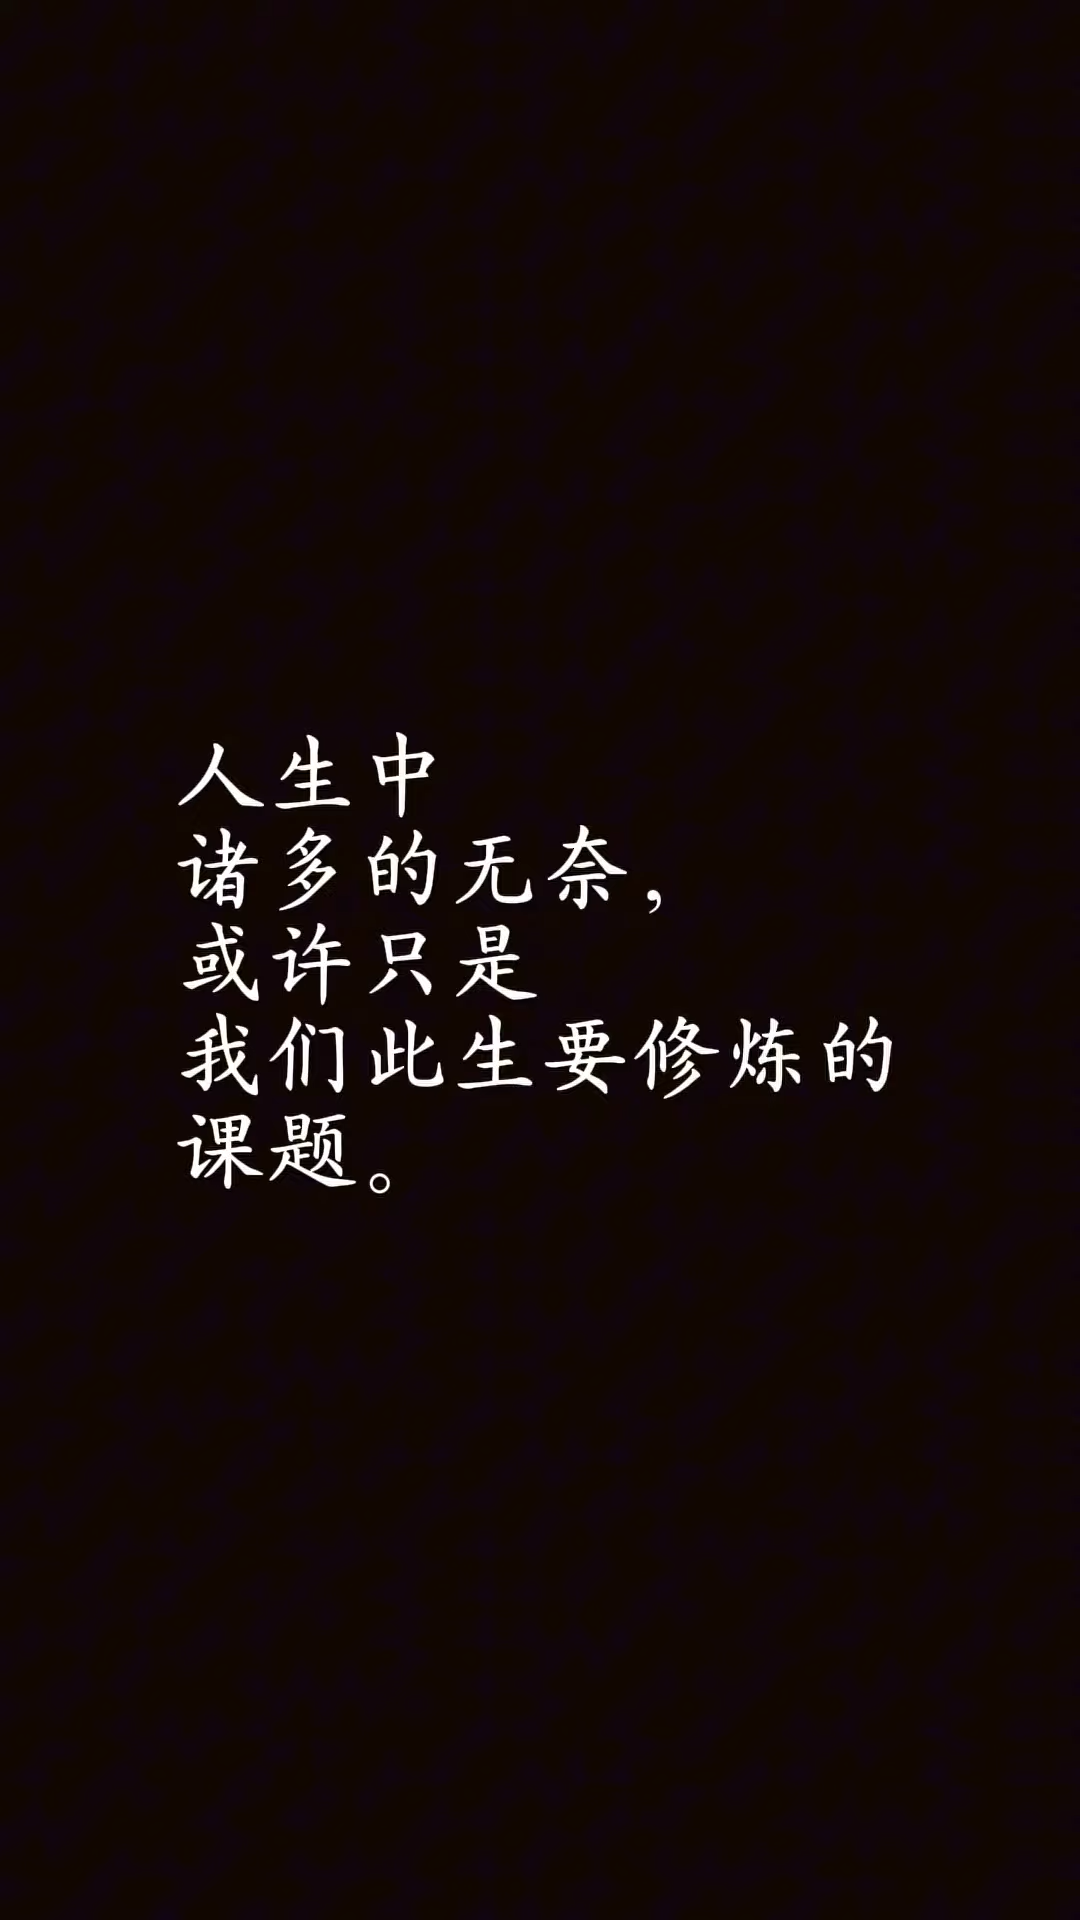 人生中
诸多的无奈，
或许只是
我们此生要修炼的
课题。